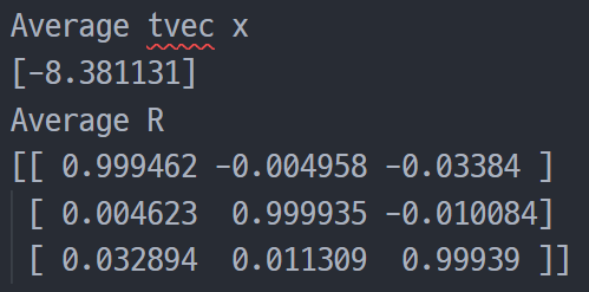 Average tvec x
[-8.381131]
Average R
[[ 0.999462 -0.004958 -0.03384 ]
[ 0.004623  0.999935 -0.010084]
[ 0.032894  0.011309  0.99939 ]]